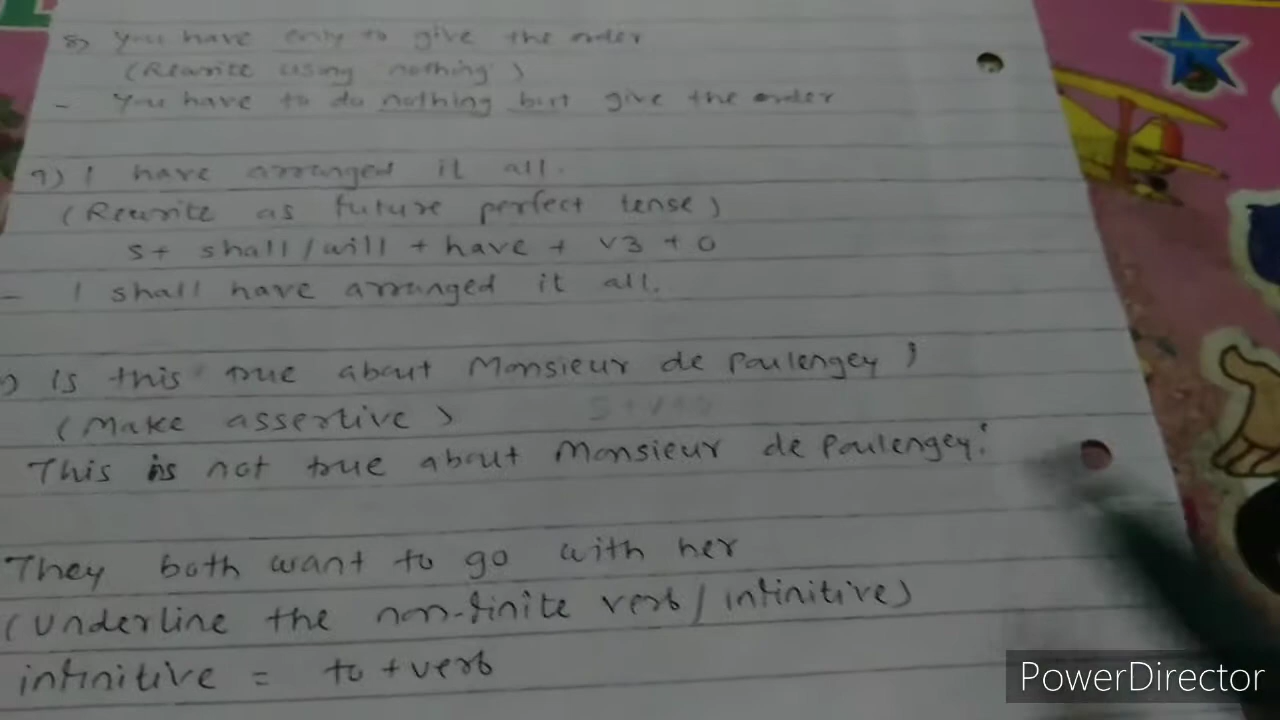 8) You have only to give the order
(Rewrite using nothing)
- You have to do nothing but give the order
9) I have arranged it all.
(Rewrite as future perfect tense)
S + shall / will + have + V3 + O
- I shall have arranged it all.
) Is this true about Monsieur de Poulengey ?
(Make assertive)
S+V+O
This is not true about Monsieur de Poulengey.
They both want to go with her
(Underline the non-finite verb / infinitive)
infinitive = to + verb
PowerDirector